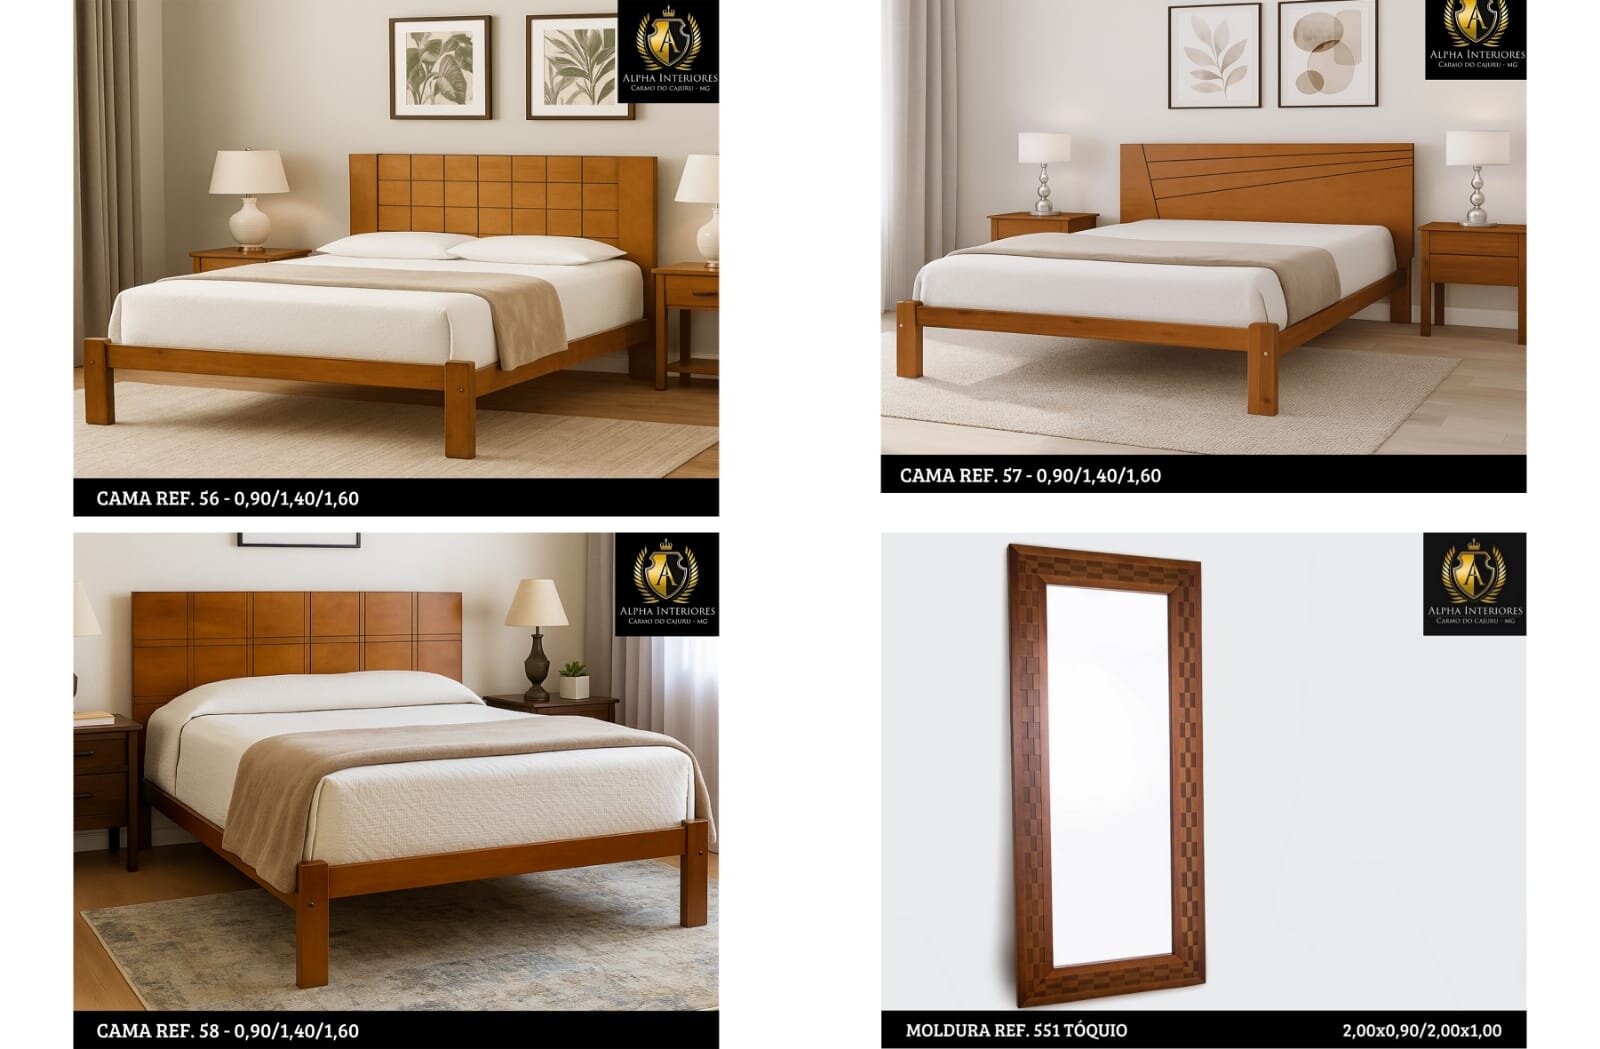 ALPHA INTERIORES
CARMO DO CAJURU - MG
CAMA REF. 56 - 0,90/1,40/1,60
ALPHA INTERIORES
CARMO DO CAJURU - MG
CAMA REF. 57 - 0,90/1,40/1,60
ALPHA INTERIORES
CARMO DO CAJURU - MG
CAMA REF. 58 - 0,90/1,40/1,60
ALPHA INTERIORES
CARMO DO CAJURU - MG
MOLDURA REF. 551 TÓQUIO 2,00x0,90/2,00x1,00